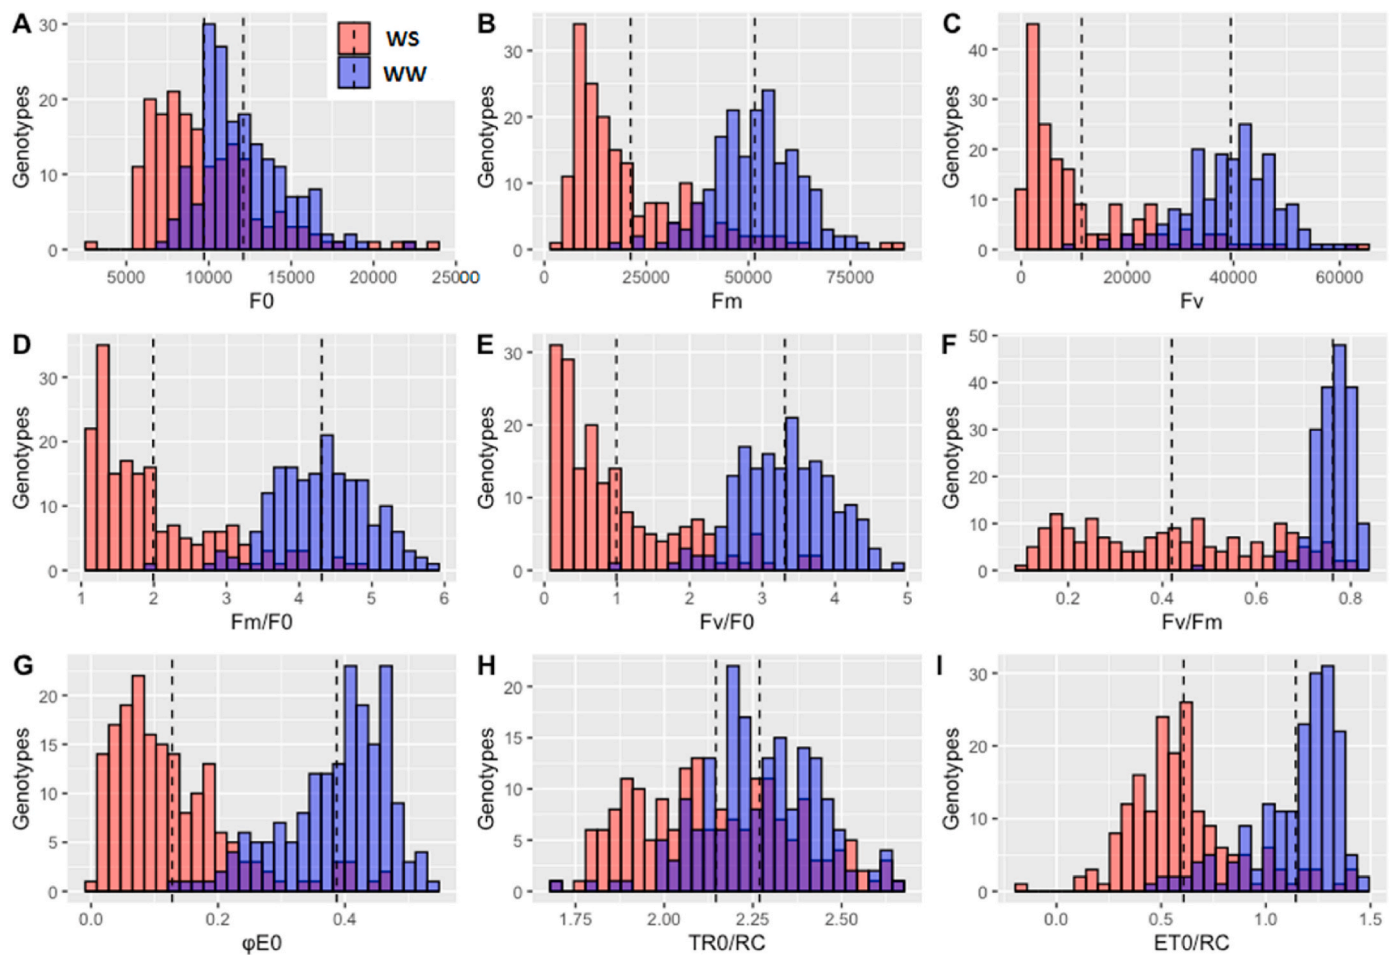 A
B
C
WS
WW
Genotypes
Genotypes
Genotypes
30
20
10
0
30
20
10
0
40
30
20
10
0
5000 10000 15000 20000 25000
0 25000 50000 75000
0 20000 40000 60000
F0
Fm
Fv
D
E
F
Genotypes
Genotypes
Genotypes
30
20
10
0
30
20
10
0
50
40
30
20
10
0
1 2 3 4 5 6
0 1 2 3 4 5
0.2 0.4 0.6 0.8
Fm/F0
Fv/F0
Fv/Fm
G
H
I
Genotypes
Genotypes
Genotypes
20
15
10
5
0
20
15
10
5
0
30
20
10
0
0.0 0.2 0.4
1.75 2.00 2.25 2.50
0.0 0.5 1.0 1.5
φE0
TR0/RC
ET0/RC